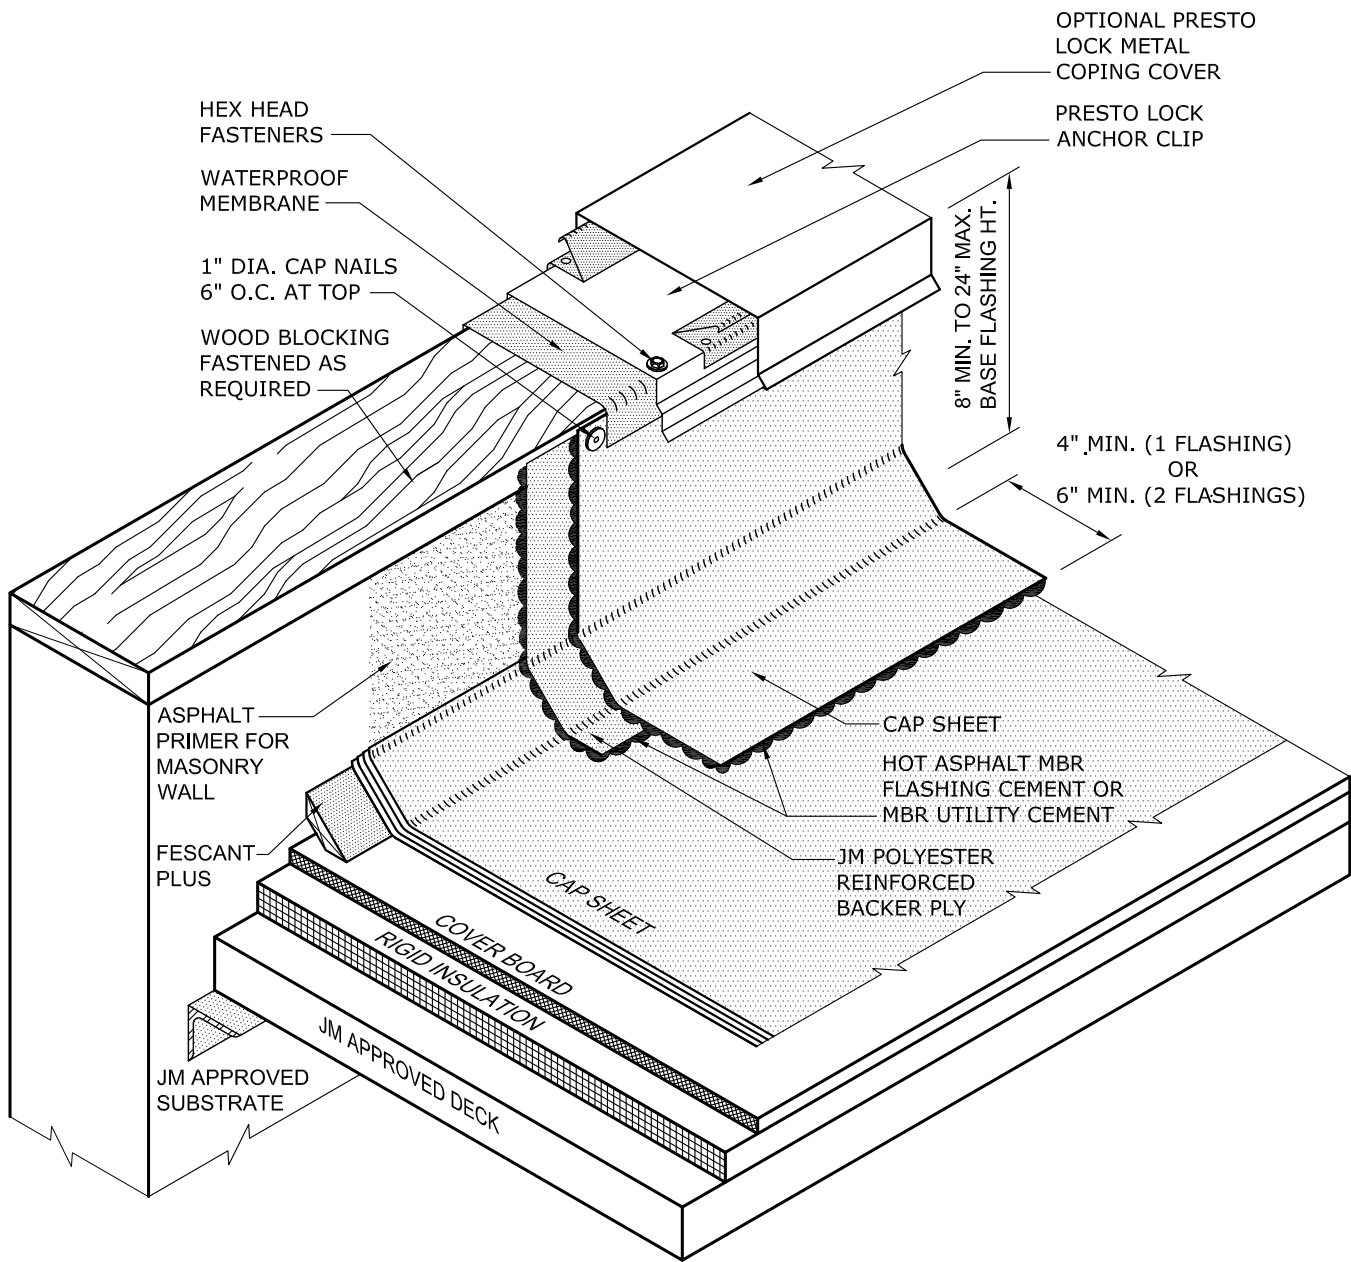 OPTIONAL PRESTO
LOCK METAL
COPING COVER
PRESTO LOCK
ANCHOR CLIP
HEX HEAD
FASTENERS
WATERPROOF
MEMBRANE
1" DIA. CAP NAILS
6" O.C. AT TOP
WOOD BLOCKING
FASTENED AS
REQUIRED
8" MIN. TO 24" MAX.
BASE FLASHING HT.
4" MIN. (1 FLASHING)
OR
6" MIN. (2 FLASHINGS)
ASPHALT
PRIMER FOR
MASONRY
WALL
CAP SHEET
HOT ASPHALT MBR
FLASHING CEMENT OR
MBR UTILITY CEMENT
FESCANT
PLUS
JM POLYESTER
REINFORCED
BACKER PLY
CAP SHEET
COVER BOARD
RIGID INSULATION
JM APPROVED DECK
JM APPROVED
SUBSTRATE